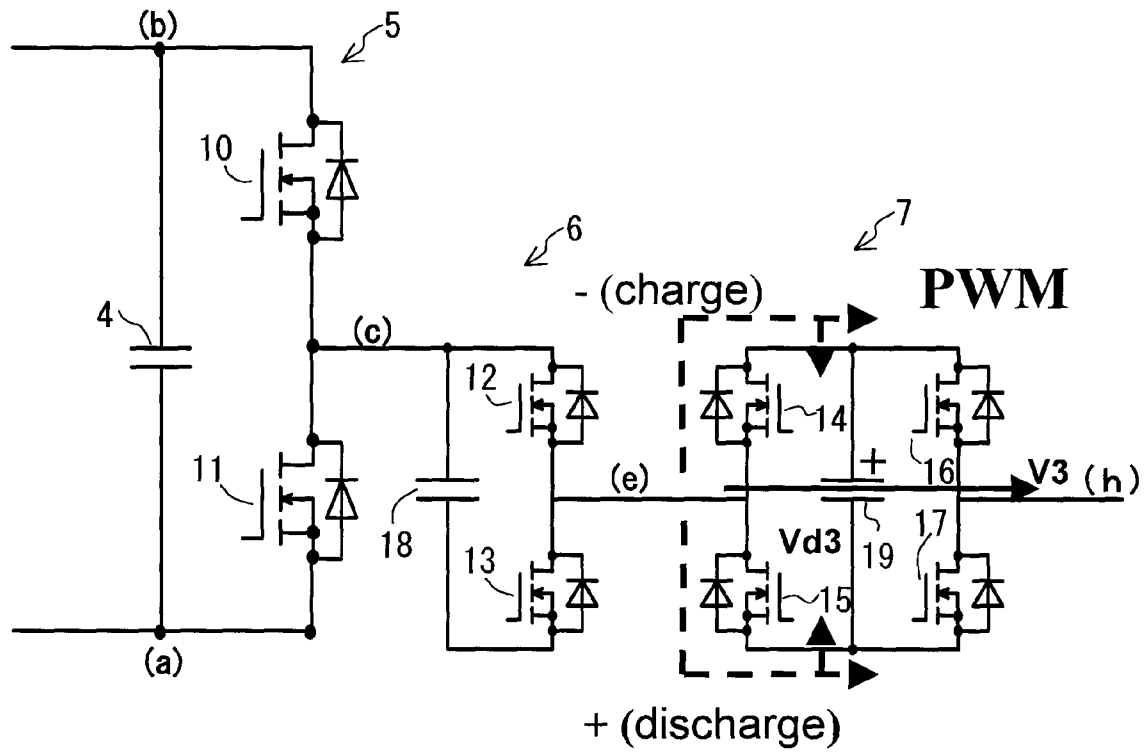 (b)
5
10
6
7
- (charge)
PWM
4
(c)
12
14
16
11
18
(e)
+
V3
(h)
Vd3
19
17
13
15
(a)
+ (discharge)